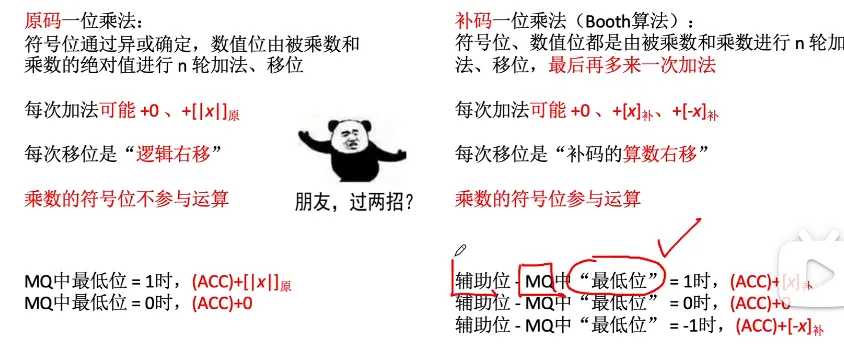 原码一位乘法:
符号位通过异或确定,数值位由被乘数和
乘数的绝对值进行 n 轮加法、移位
每次加法可能 +0 、+[|x|]原
每次移位是“逻辑右移”
乘数的符号位不参与运算
MQ中最低位 = 1时,(ACC)+[|x|]原
MQ中最低位 = 0时,(ACC)+0
朋友,过两招?
补码一位乘法(Booth算法):
符号位、数值位都是由被乘数和乘数进行 n 轮加
法、移位,最后再多来一次加法
每次加法可能 +0 、+[x]补、+[-x]补
每次移位是“补码的算数右移”
乘数的符号位参与运算
辅助位 - MQ中“最低位” = 1时,(ACC)+[x]补
辅助位 - MQ中“最低位” = 0时,(ACC)+0
辅助位 - MQ中“最低位” = -1时,(ACC)+[-x]补